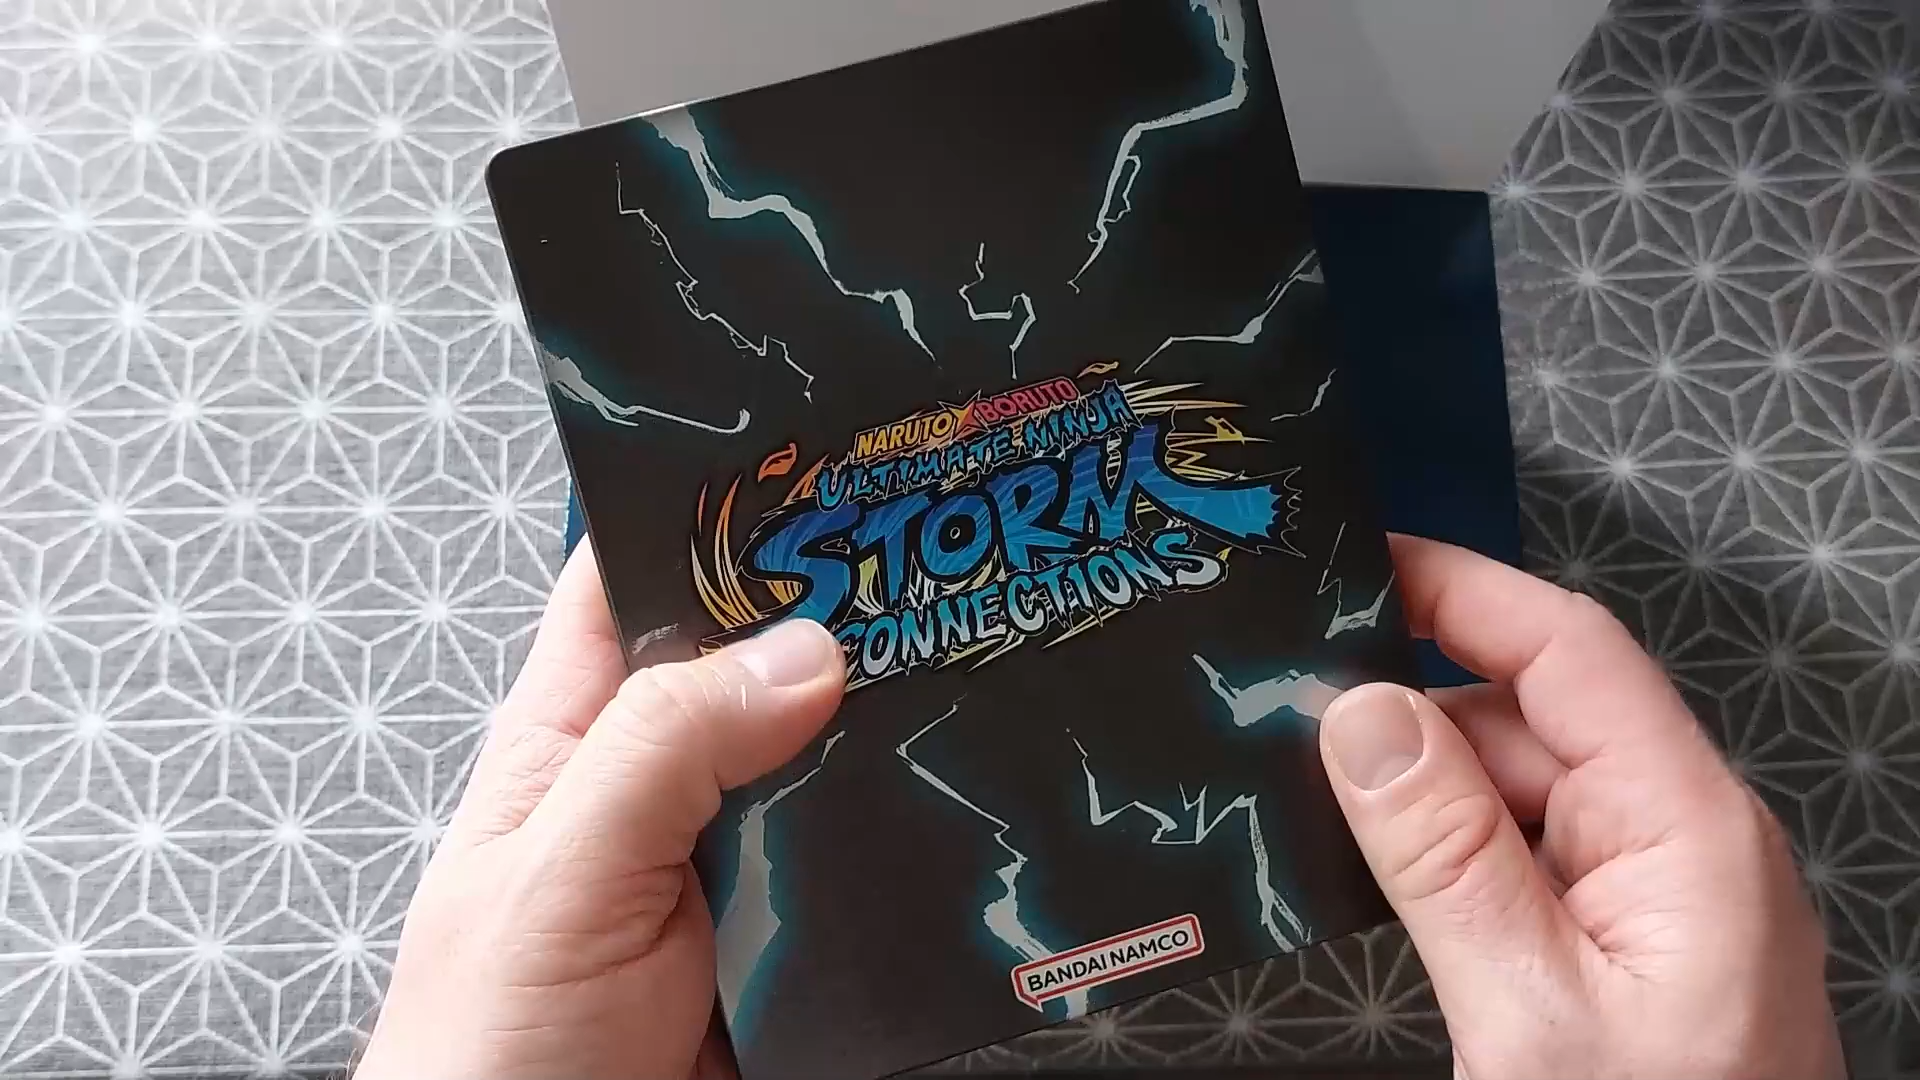 NARUTO X BORUTO
ULTIMATE NINJA
STORM
CONNECTIONS
BANDAI NAMCO